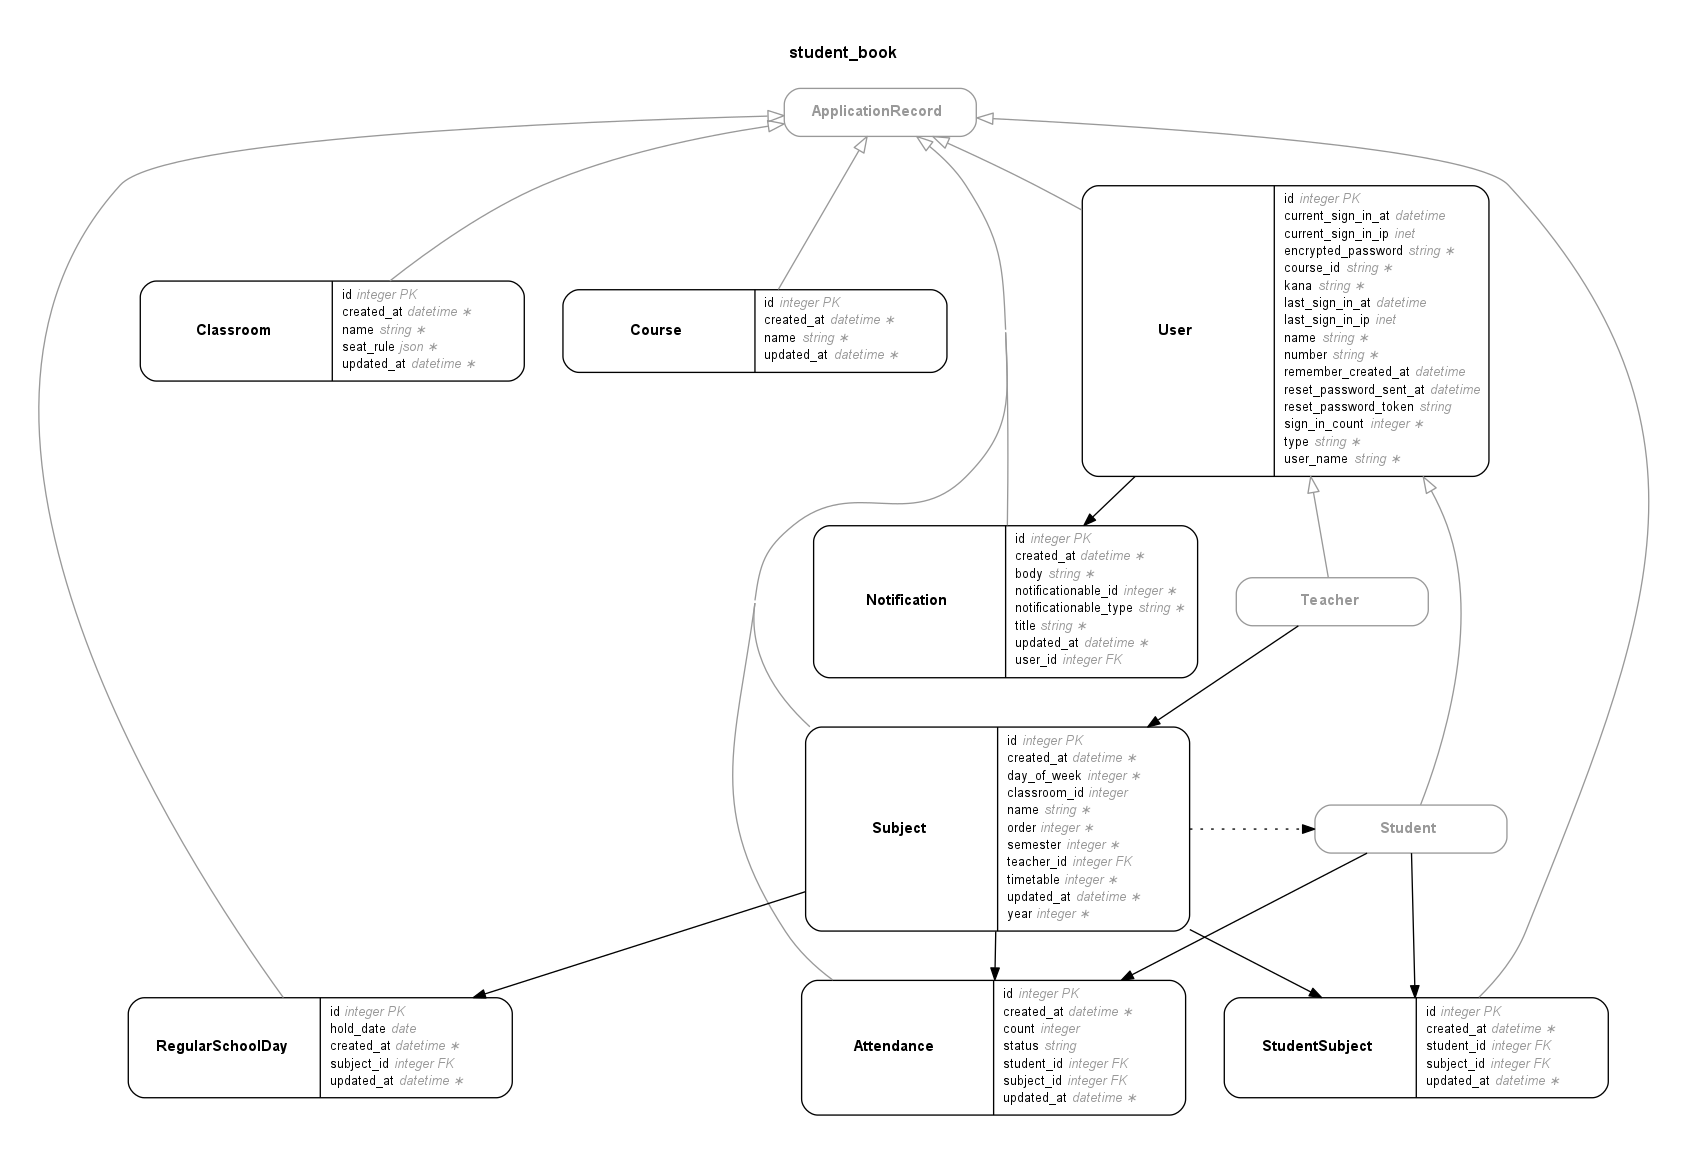 student_book
ApplicationRecord
Classroom
id integer PK
created_at datetime ∗
name string ∗
seat_rule json ∗
updated_at datetime ∗
Course
id integer PK
created_at datetime ∗
name string ∗
updated_at datetime ∗
User
id integer PK
current_sign_in_at datetime
current_sign_in_ip inet
encrypted_password string ∗
course_id string ∗
kana string ∗
last_sign_in_at datetime
last_sign_in_ip inet
name string ∗
number string ∗
remember_created_at datetime
reset_password_sent_at datetime
reset_password_token string
sign_in_count integer ∗
type string ∗
user_name string ∗
Notification
id integer PK
created_at datetime ∗
body string ∗
notificationable_id integer ∗
notificationable_type string ∗
title string ∗
updated_at datetime ∗
user_id integer FK
Teacher
Subject
id integer PK
created_at datetime ∗
day_of_week integer ∗
classroom_id integer
name string ∗
order integer ∗
semester integer ∗
teacher_id integer FK
timetable integer ∗
updated_at datetime ∗
year integer ∗
Student
RegularSchoolDay
id integer PK
hold_date date
created_at datetime ∗
subject_id integer FK
updated_at datetime ∗
Attendance
id integer PK
created_at datetime ∗
count integer
status string
student_id integer FK
subject_id integer FK
updated_at datetime ∗
StudentSubject
id integer PK
created_at datetime ∗
student_id integer FK
subject_id integer FK
updated_at datetime ∗